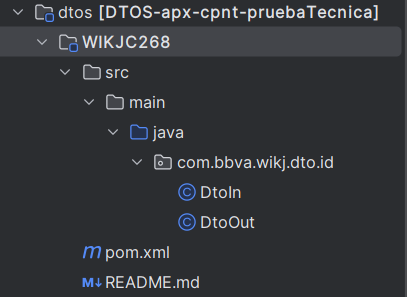 dtos [DTOS-apx-cpnt-pruebaTecnica]
WIKJC268
src
main
java
com.bbva.wikj.dto.id
C DtoIn
C DtoOut
m pom.xml
M↓ README.md